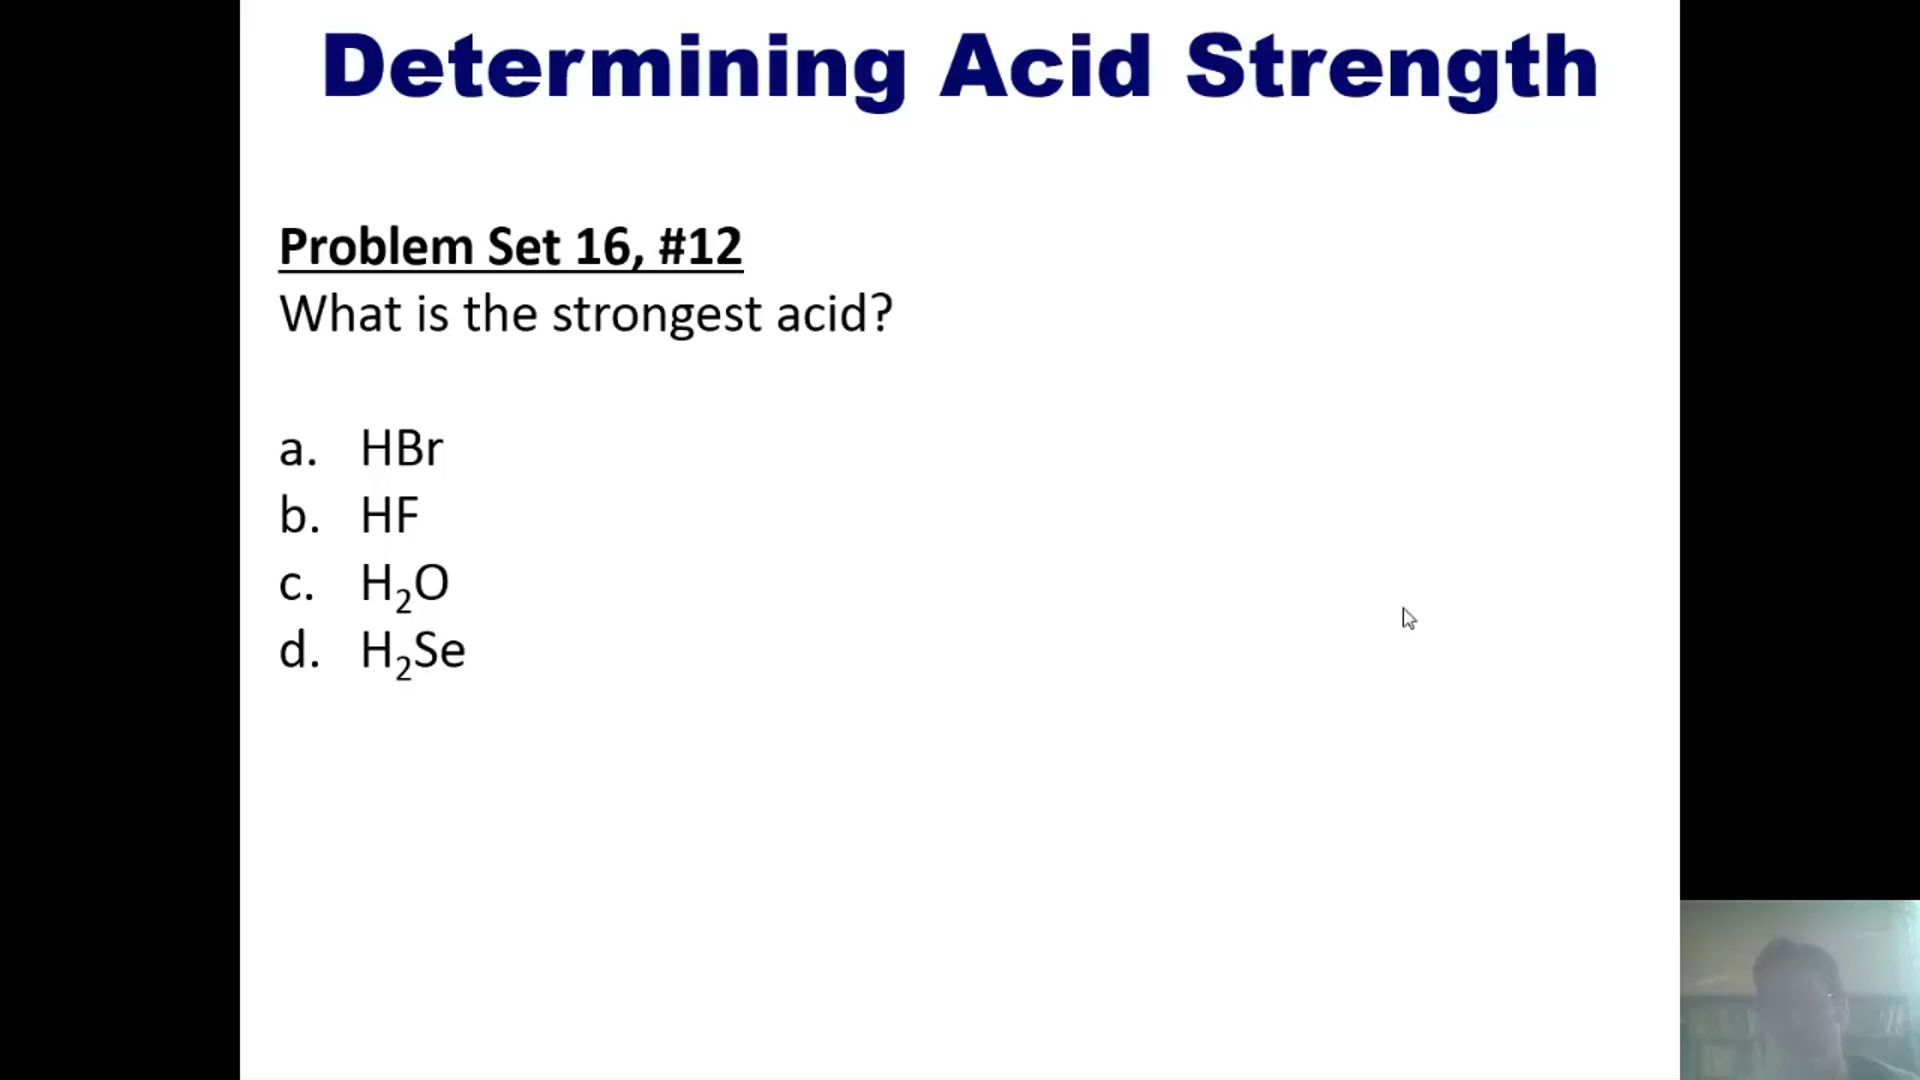 Determining Acid Strength
Problem Set 16, #12
What is the strongest acid?
a. HBr
b. HF
c. H₂O
d. H₂Se